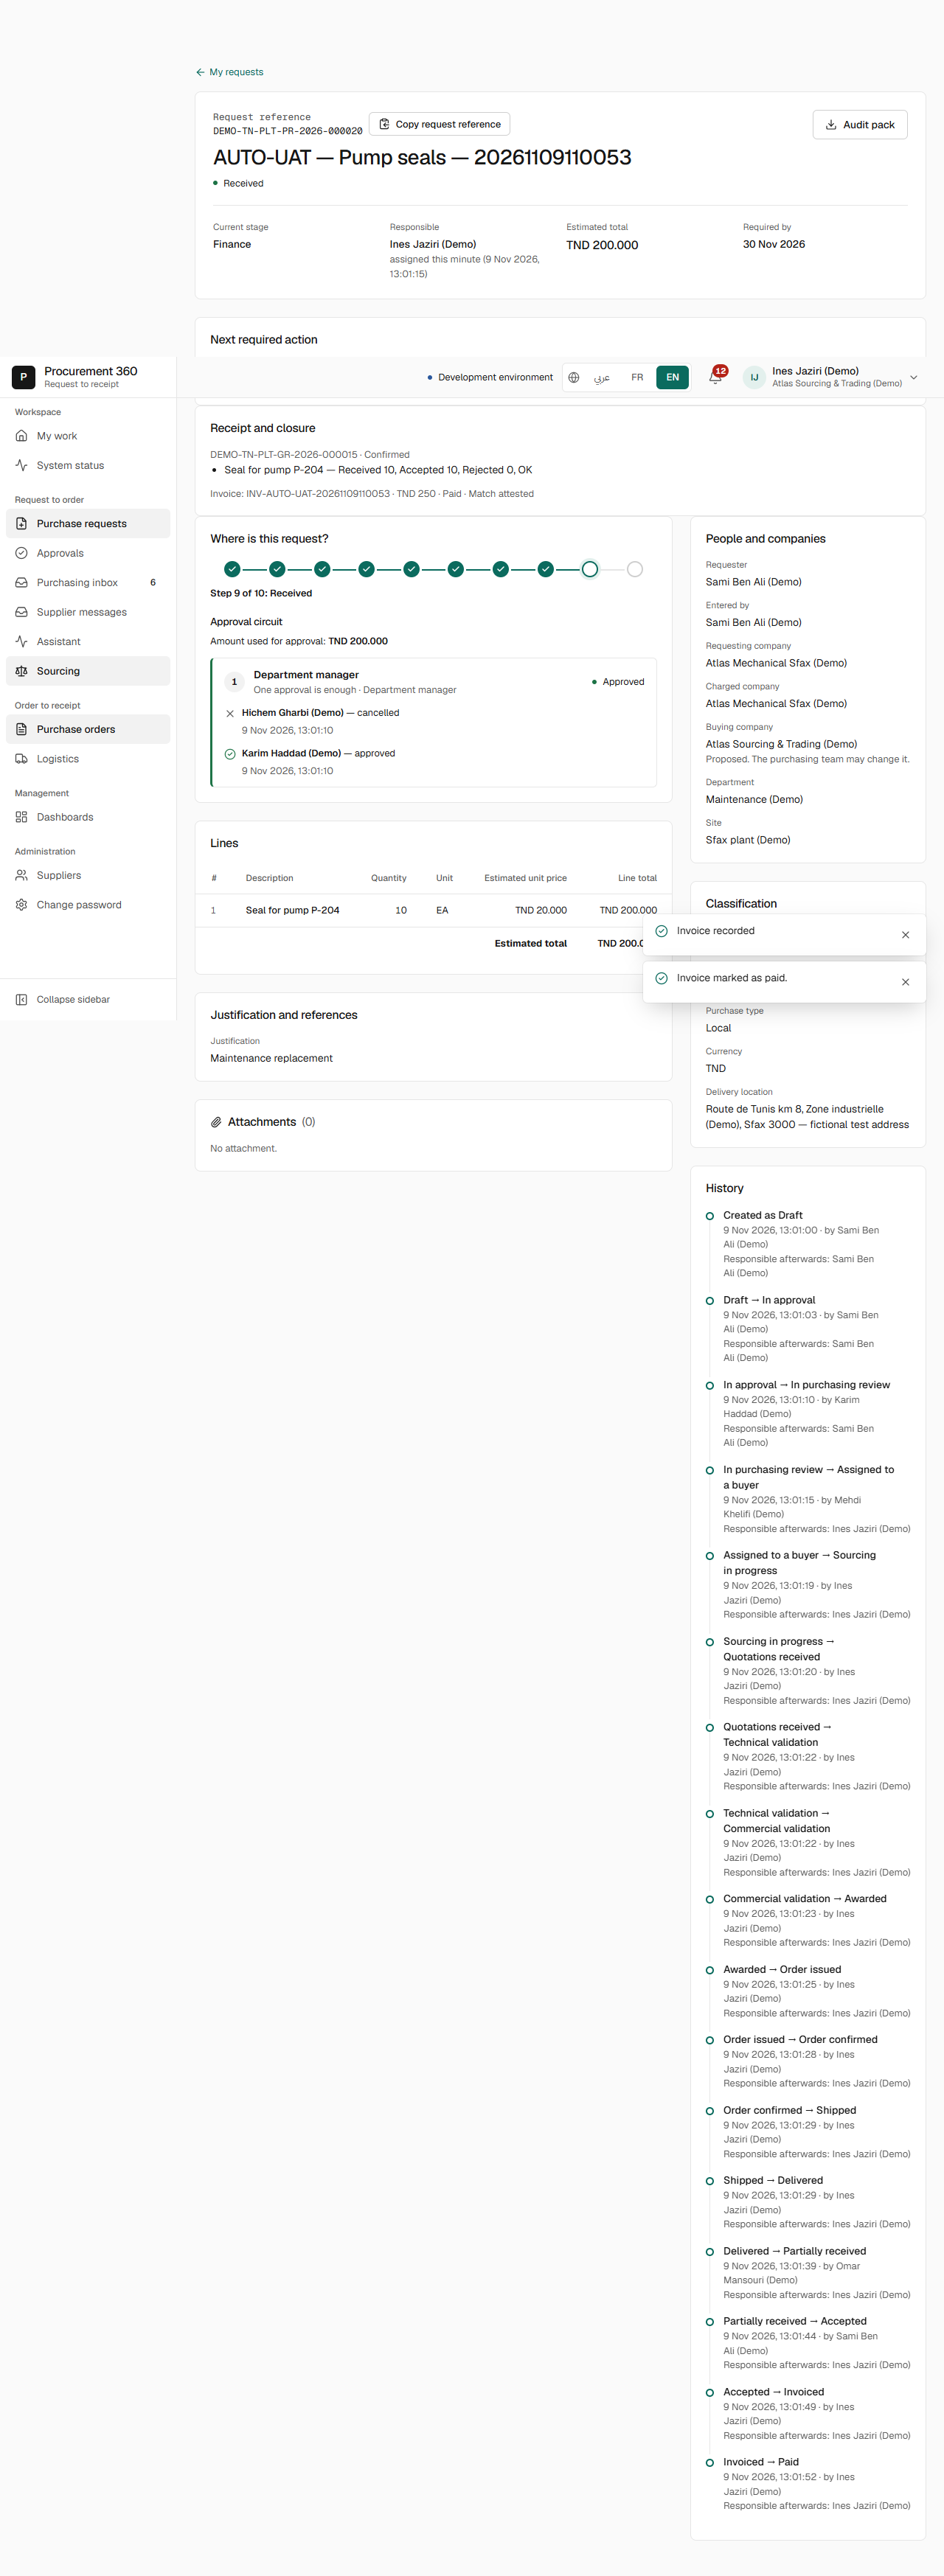 My requests
Request reference
DEMO-TN-PLT-PR-2026-000020
Copy request reference
Audit pack
AUTO-UAT — Pump seals — 20261109110053
Received
Current stage
Finance
Responsible
Ines Jaziri (Demo)
assigned this minute (9 Nov 2026,
13:01:15)
Estimated total
TND 200.000
Required by
30 Nov 2026
Next required action
P
Procurement 360
Request to receipt
Development environment
عربي
FR
EN
12
IJ
Ines Jaziri (Demo)
Atlas Sourcing & Trading (Demo)
Workspace
My work
System status
Request to order
Purchase requests
Approvals
Purchasing inbox 6
Supplier messages
Assistant
Sourcing
Order to receipt
Purchase orders
Logistics
Management
Dashboards
Administration
Suppliers
Change password
Collapse sidebar
Receipt and closure
DEMO-TN-PLT-GR-2026-000015 · Confirmed
• Seal for pump P-204 — Received 10, Accepted 10, Rejected 0, OK
Invoice: INV-AUTO-UAT-20261109110053 · TND 250 · Paid · Match attested
Where is this request?
Step 9 of 10: Received
Approval circuit
Amount used for approval: TND 200.000
1
Department manager
One approval is enough · Department manager
Approved
Hichem Gharbi (Demo) — cancelled
9 Nov 2026, 13:01:10
Karim Haddad (Demo) — approved
9 Nov 2026, 13:01:10
Lines
# Description Quantity Unit Estimated unit price Line total
1 Seal for pump P-204 10 EA TND 20.000 TND 200.000
Estimated total TND 200.0
Justification and references
Justification
Maintenance replacement
Attachments (0)
No attachment.
People and companies
Requester
Sami Ben Ali (Demo)
Entered by
Sami Ben Ali (Demo)
Requesting company
Atlas Mechanical Sfax (Demo)
Charged company
Atlas Mechanical Sfax (Demo)
Buying company
Atlas Sourcing & Trading (Demo)
Proposed. The purchasing team may change it.
Department
Maintenance (Demo)
Site
Sfax plant (Demo)
Classification
Invoice recorded
Invoice marked as paid.
Purchase type
Local
Currency
TND
Delivery location
Route de Tunis km 8, Zone industrielle
(Demo), Sfax 3000 — fictional test address
History
Created as Draft
9 Nov 2026, 13:01:00 · by Sami Ben
Ali (Demo)
Responsible afterwards: Sami Ben
Ali (Demo)
Draft → In approval
9 Nov 2026, 13:01:03 · by Sami Ben
Ali (Demo)
Responsible afterwards: Sami Ben
Ali (Demo)
In approval → In purchasing review
9 Nov 2026, 13:01:10 · by Karim
Haddad (Demo)
Responsible afterwards: Sami Ben
Ali (Demo)
In purchasing review → Assigned to
a buyer
9 Nov 2026, 13:01:15 · by Mehdi
Khelifi (Demo)
Responsible afterwards: Ines Jaziri (Demo)
Assigned to a buyer → Sourcing
in progress
9 Nov 2026, 13:01:19 · by Ines
Jaziri (Demo)
Responsible afterwards: Ines Jaziri (Demo)
Sourcing in progress →
Quotations received
9 Nov 2026, 13:01:20 · by Ines
Jaziri (Demo)
Responsible afterwards: Ines Jaziri (Demo)
Quotations received →
Technical validation
9 Nov 2026, 13:01:22 · by Ines
Jaziri (Demo)
Responsible afterwards: Ines Jaziri (Demo)
Technical validation →
Commercial validation
9 Nov 2026, 13:01:22 · by Ines
Jaziri (Demo)
Responsible afterwards: Ines Jaziri (Demo)
Commercial validation → Awarded
9 Nov 2026, 13:01:23 · by Ines
Jaziri (Demo)
Responsible afterwards: Ines Jaziri (Demo)
Awarded → Order issued
9 Nov 2026, 13:01:25 · by Ines
Jaziri (Demo)
Responsible afterwards: Ines Jaziri (Demo)
Order issued → Order confirmed
9 Nov 2026, 13:01:28 · by Ines
Jaziri (Demo)
Responsible afterwards: Ines Jaziri (Demo)
Order confirmed → Shipped
9 Nov 2026, 13:01:29 · by Ines
Jaziri (Demo)
Responsible afterwards: Ines Jaziri (Demo)
Shipped → Delivered
9 Nov 2026, 13:01:29 · by Ines
Jaziri (Demo)
Responsible afterwards: Ines Jaziri (Demo)
Delivered → Partially received
9 Nov 2026, 13:01:39 · by Omar
Mansouri (Demo)
Responsible afterwards: Ines Jaziri (Demo)
Partially received → Accepted
9 Nov 2026, 13:01:44 · by Sami Ben
Ali (Demo)
Responsible afterwards: Ines Jaziri (Demo)
Accepted → Invoiced
9 Nov 2026, 13:01:49 · by Ines
Jaziri (Demo)
Responsible afterwards: Ines Jaziri (Demo)
Invoiced → Paid
9 Nov 2026, 13:01:52 · by Ines
Jaziri (Demo)
Responsible afterwards: Ines Jaziri (Demo)